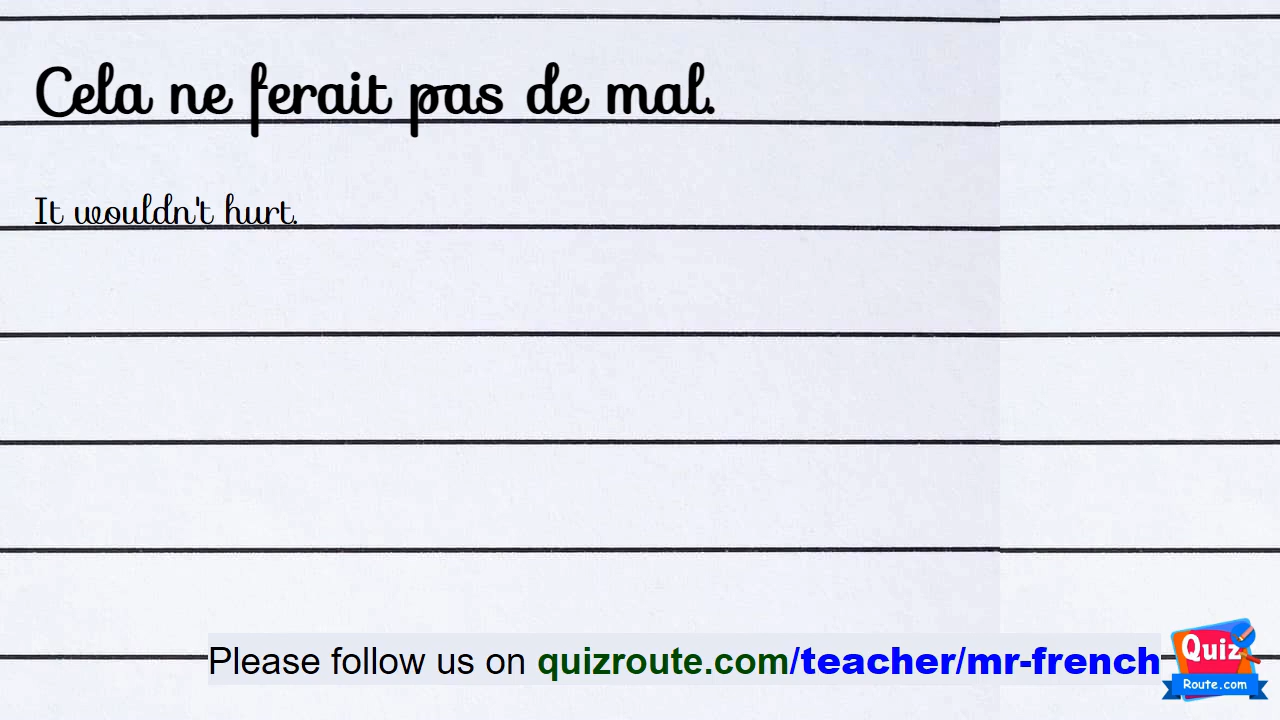 Cela ne ferait pas de mal.
It wouldn't hurt.
Please follow us on quizroute.com/teacher/mr-french
Quiz
Route.com